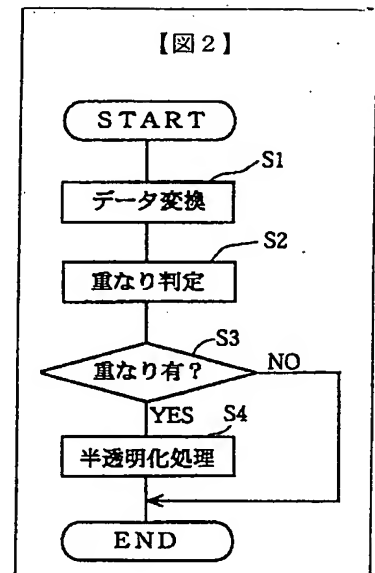 【図2】
START
S1
データ変換
S2
重なり判定
S3
重なり有？
NO
YES
S4
半透明化処理
END